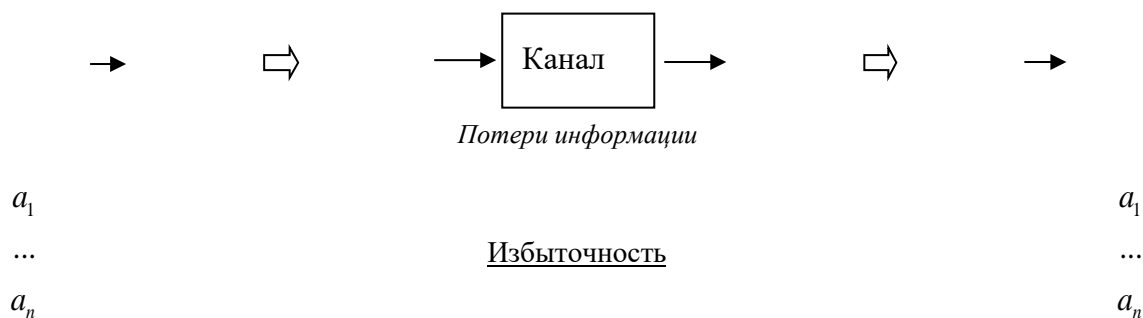 Канал
Потери информации
a₁ a₁
... Избыточность ...
aₙ aₙ